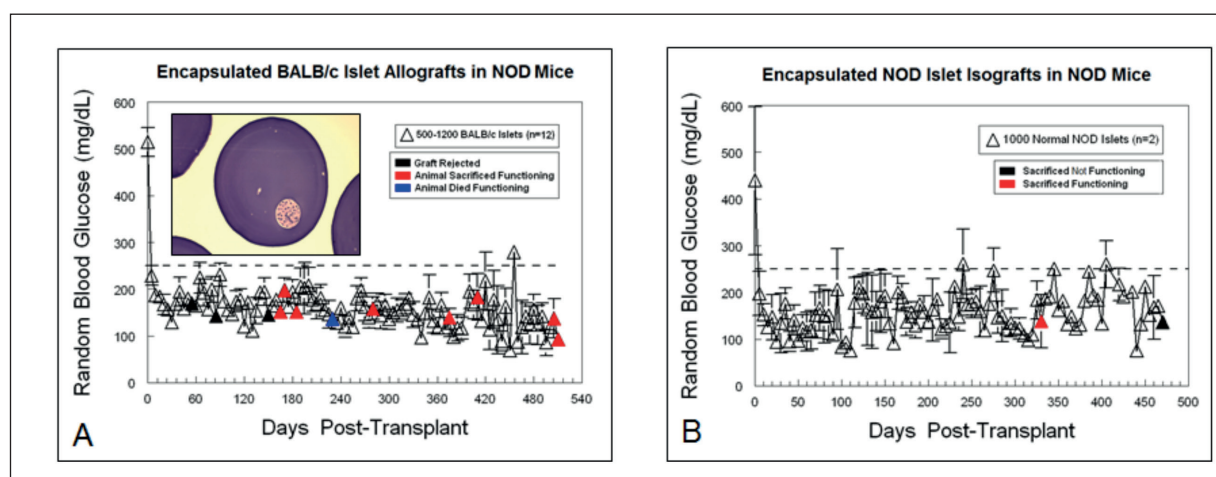 Encapsulated BALB/c Islet Allografts in NOD Mice
Random Blood Glucose (mg/dL)
600
500
400
300
200
100
0
500-1200 BALB/c Islets (n=12)
Graft Rejected
Animal Sacrificed Functioning
Animal Died Functioning
0 60 120 180 240 300 360 420 480 540
Days Post-Transplant
A
Encapsulated NOD Islet Isografts in NOD Mice
Random Blood Glucose (mg/dL)
600
500
400
300
200
100
0
1000 Normal NOD Islets (n=2)
Sacrificed Not Functioning
Sacrificed Functioning
0 50 100 150 200 250 300 350 400 450 500
Days Post-Transplant
B